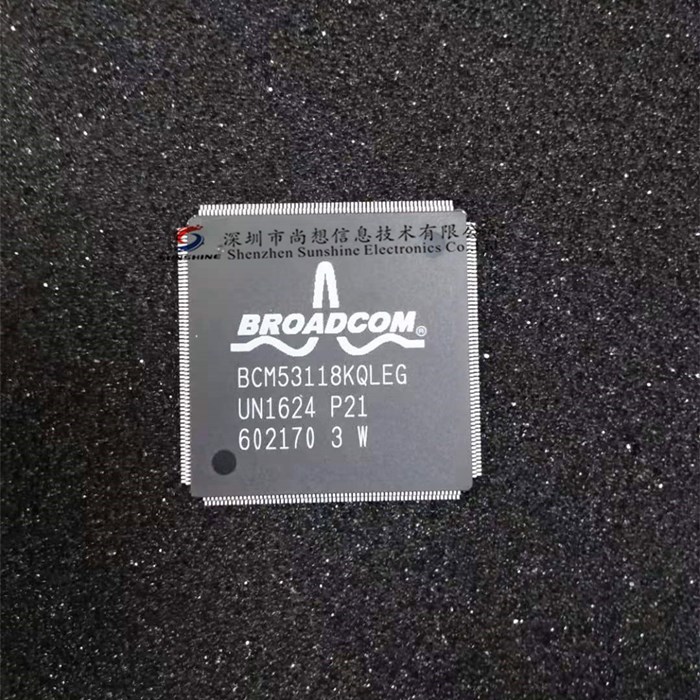 深圳市尚想信息技术有限公
SUNSHINE Shenzhen Sunshine Electronics Co
BROADCOM®
BCM53118KQLEG
UN1624 P21
602170 3 W